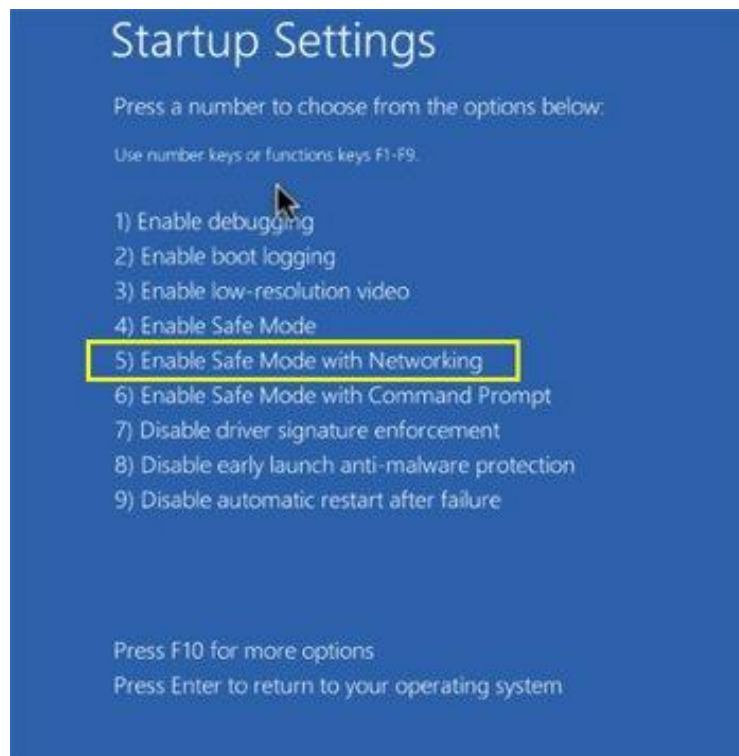 Startup Settings
Press a number to choose from the options below:
Use number keys or functions keys F1-F9.
1) Enable debugging
2) Enable boot logging
3) Enable low-resolution video
4) Enable Safe Mode
5) Enable Safe Mode with Networking
6) Enable Safe Mode with Command Prompt
7) Disable driver signature enforcement
8) Disable early launch anti-malware protection
9) Disable automatic restart after failure
Press F10 for more options
Press Enter to return to your operating system